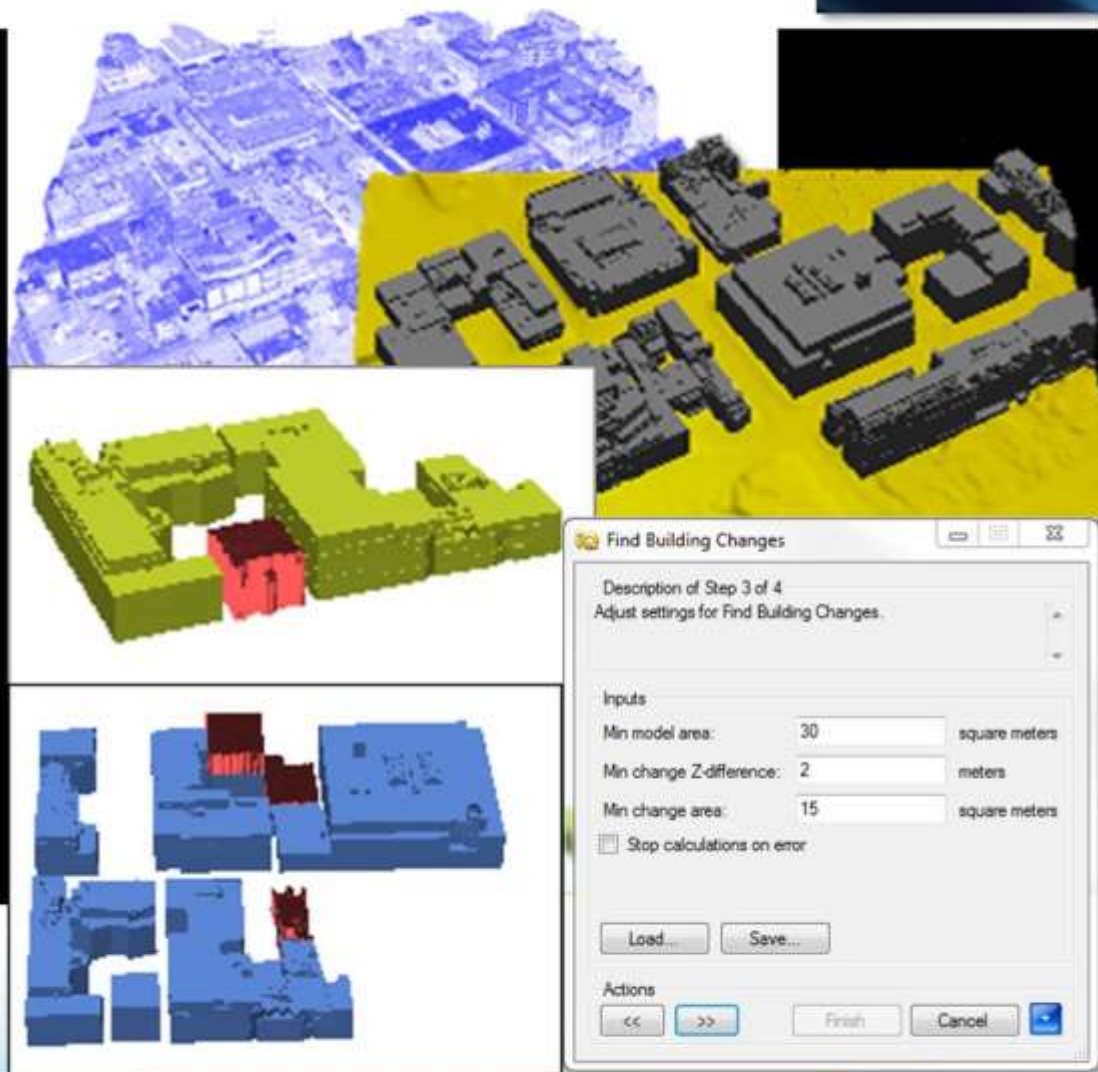 Find Building Changes
Description of Step 3 of 4
Adjust settings for Find Building Changes.
Inputs
Min model area: 30 square meters
Min change Z-difference: 2 meters
Min change area: 15 square meters
Stop calculations on error
Load... Save...
Actions
<< >> Finish Cancel